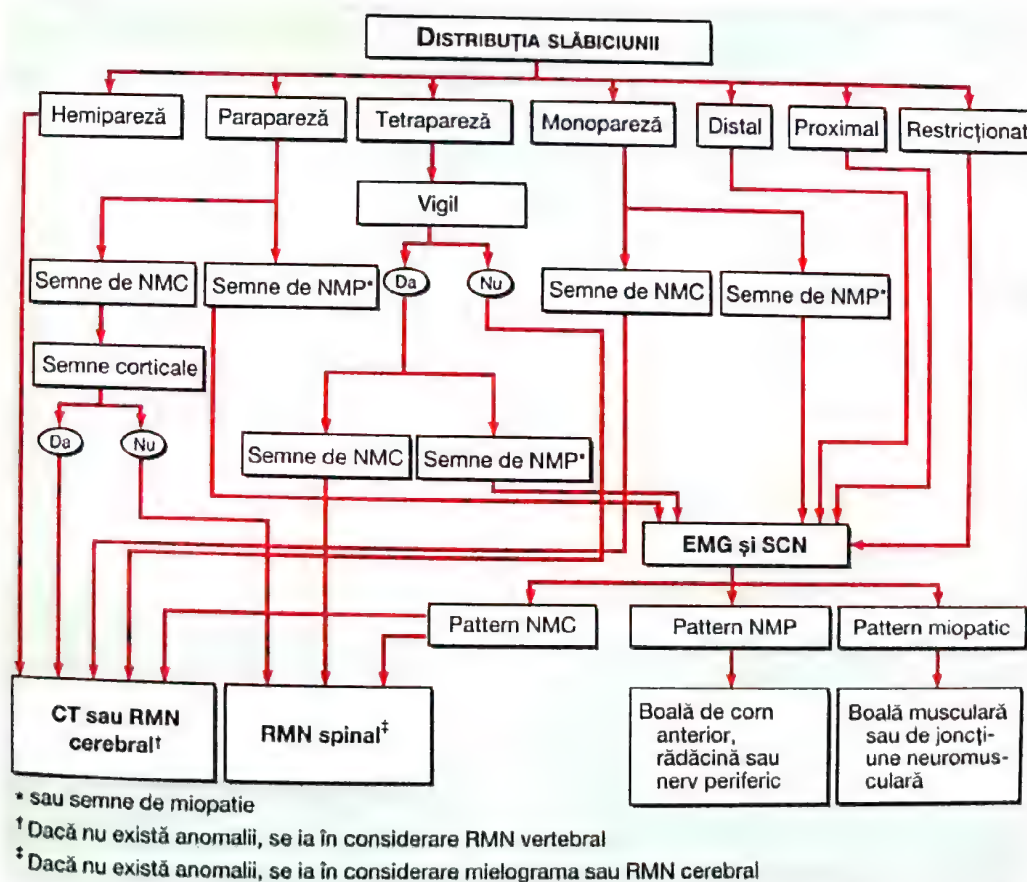 DISTRIBUȚIA SLĂBICIUNII
Hemipareză
Parapareză
Tetrapareză
Monopareză
Distal
Proximal
Restricționat
Vigil
Da
Nu
Semne de NMC
Semne de NMP*
Semne de NMC
Semne de NMP*
Semne corticale
Da
Nu
Semne de NMC
Semne de NMP*
EMG și SCN
Pattern NMC
Pattern NMP
Pattern miopatic
CT sau RMN
cerebral†
RMN spinal‡
Boală de corn
anterior,
rădăcină sau
nerv periferic
Boală musculară
sau de joncți-
une neuromus-
culară
* sau semne de miopatie
† Dacă nu există anomalii, se ia în considerare RMN vertebral
‡ Dacă nu există anomalii, se ia în considerare mielograma sau RMN cerebral